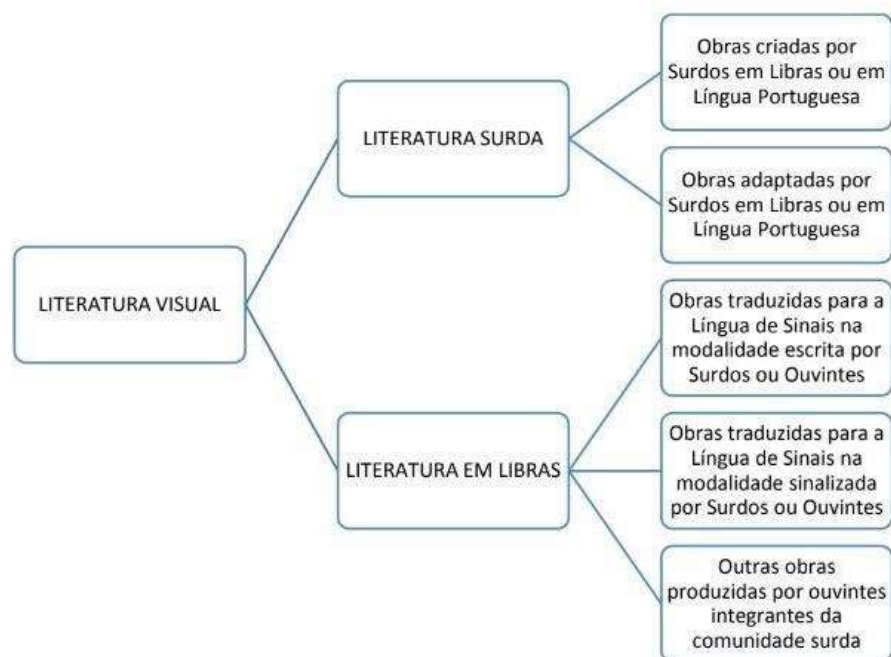 LITERATURA VISUAL
LITERATURA SURDA
Obras criadas por
Surdos em Libras ou em
Língua Portuguesa
Obras adaptadas por
Surdos em Libras ou em
Língua Portuguesa
LITERATURA EM LIBRAS
Obras traduzidas para a
Língua de Sinais na
modalidade escrita por
Surdos ou Ouvintes
Obras traduzidas para a
Língua de Sinais na
modalidade sinalizada
por Surdos ou Ouvintes
Outras obras
produzidas por ouvintes
integrantes da
comunidade surda